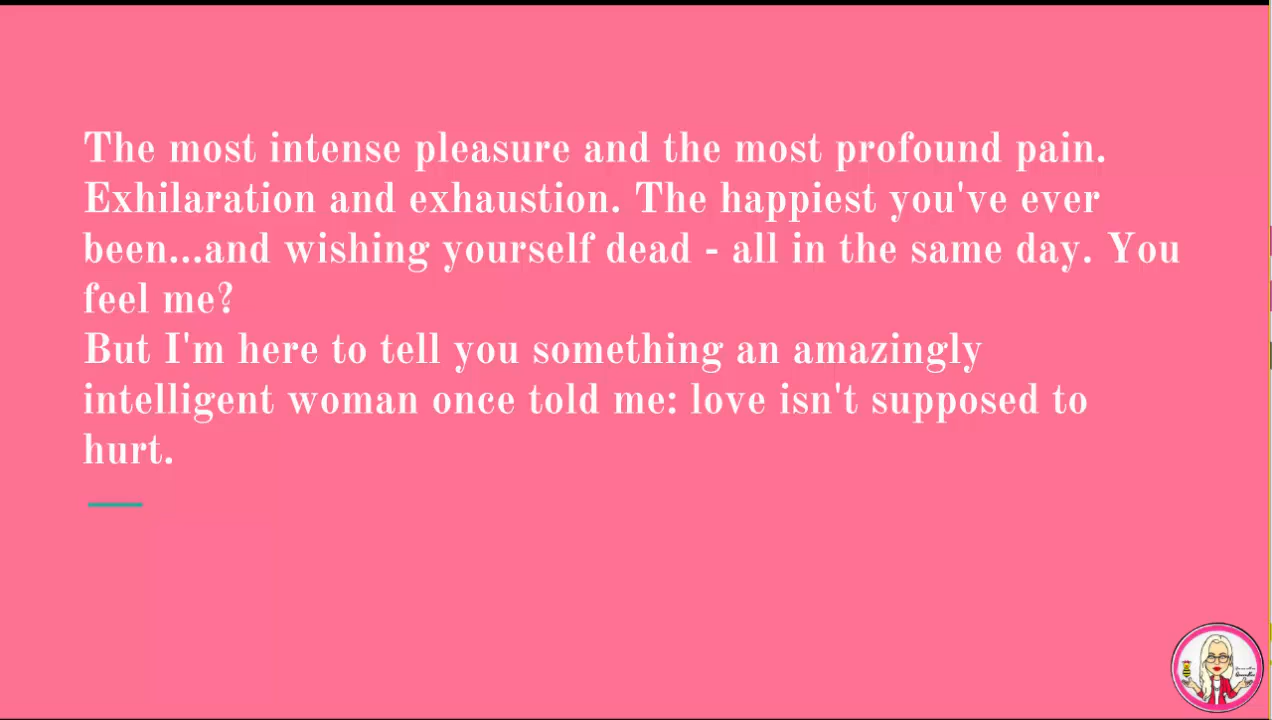 The most intense pleasure and the most profound pain.
Exhilaration and exhaustion. The happiest you've ever
been...and wishing yourself dead - all in the same day. You
feel me?
But I'm here to tell you something an amazingly
intelligent woman once told me: love isn't supposed to
hurt.